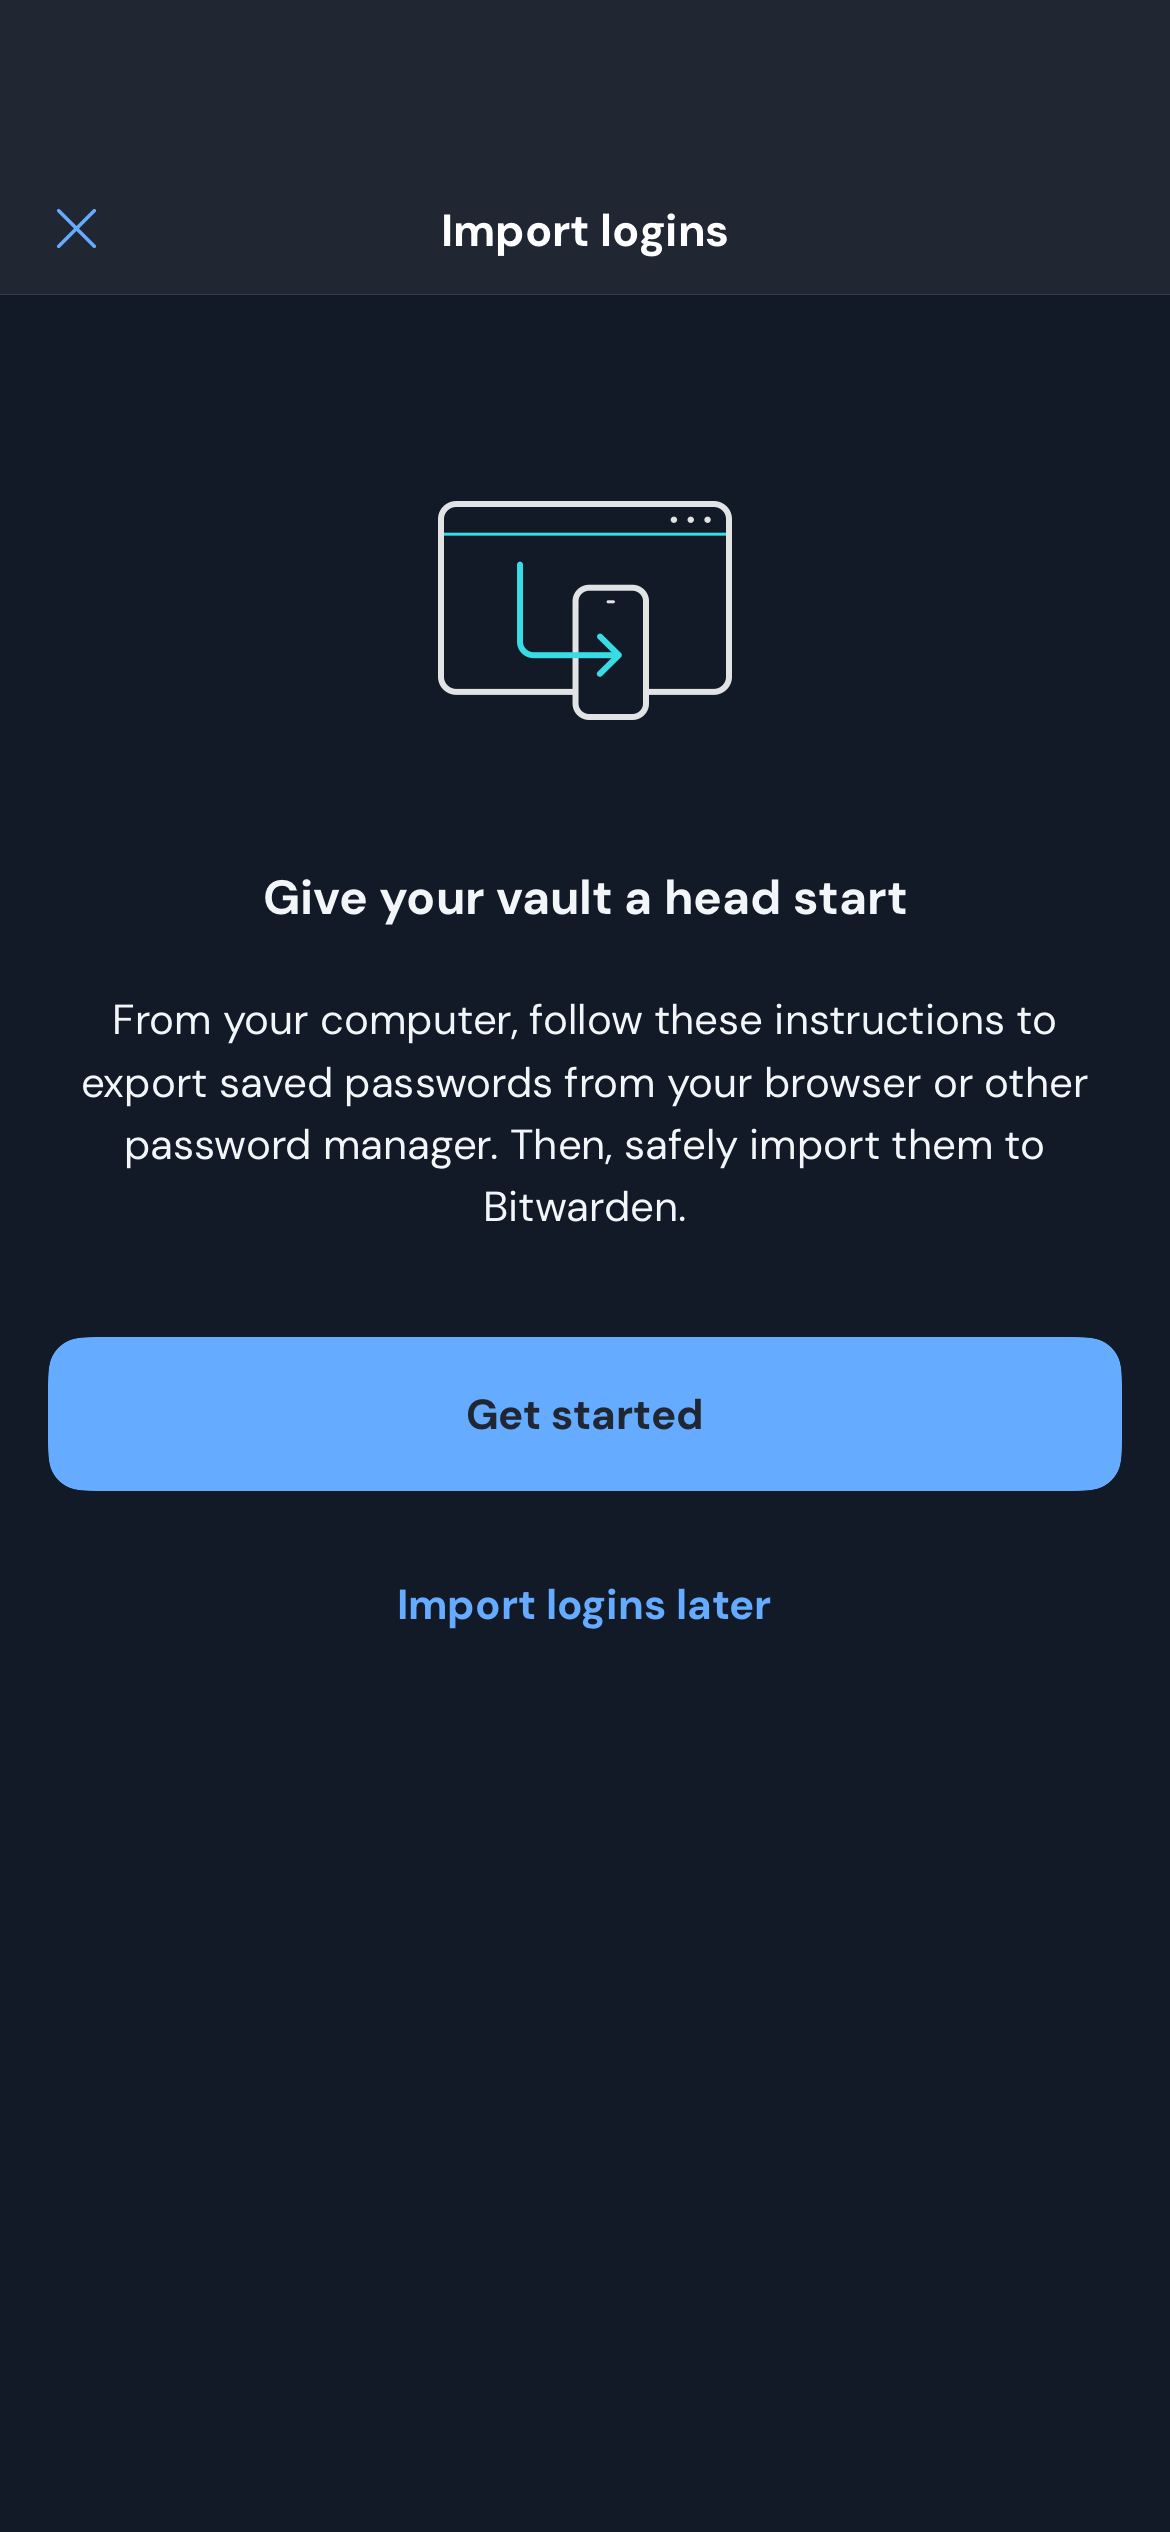 Import logins
Give your vault a head start
From your computer, follow these instructions to
export saved passwords from your browser or other
password manager. Then, safely import them to
Bitwarden.
Get started
Import logins later